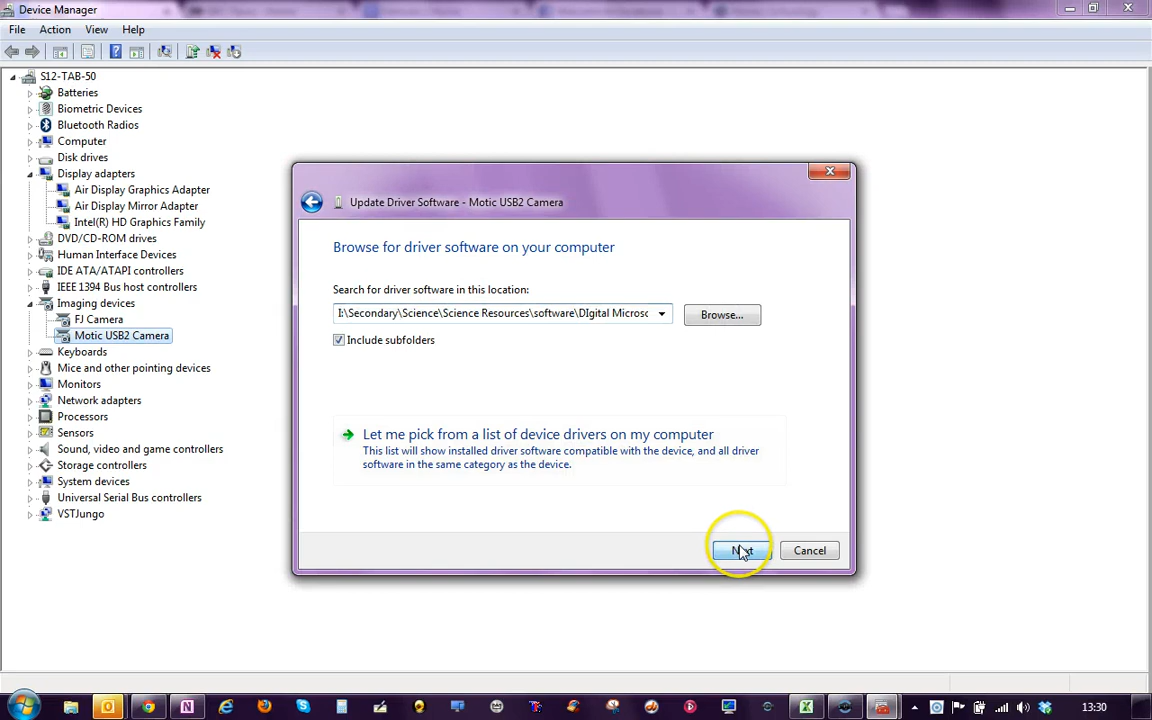 Device Manager
File Action View Help
S12-TAB-50
Batteries
Biometric Devices
Bluetooth Radios
Computer
Disk drives
Display adapters
Air Display Graphics Adapter
Air Display Mirror Adapter
Intel(R) HD Graphics Family
DVD/CD-ROM drives
Human Interface Devices
IDE ATA/ATAPI controllers
IEEE 1394 Bus host controllers
Imaging devices
FJ Camera
Motic USB2 Camera
Keyboards
Mice and other pointing devices
Monitors
Network adapters
Processors
Sensors
Sound, video and game controllers
Storage controllers
System devices
Universal Serial Bus controllers
VSTJungo
Update Driver Software - Motic USB2 Camera
Browse for driver software on your computer
Search for driver software in this location:
I:\Secondary\Science\Science Resources\software\DIgital Microsc
Browse...
Include subfolders
Let me pick from a list of device drivers on my computer
This list will show installed driver software compatible with the device, and all driver
software in the same category as the device.
Next Cancel
13:30